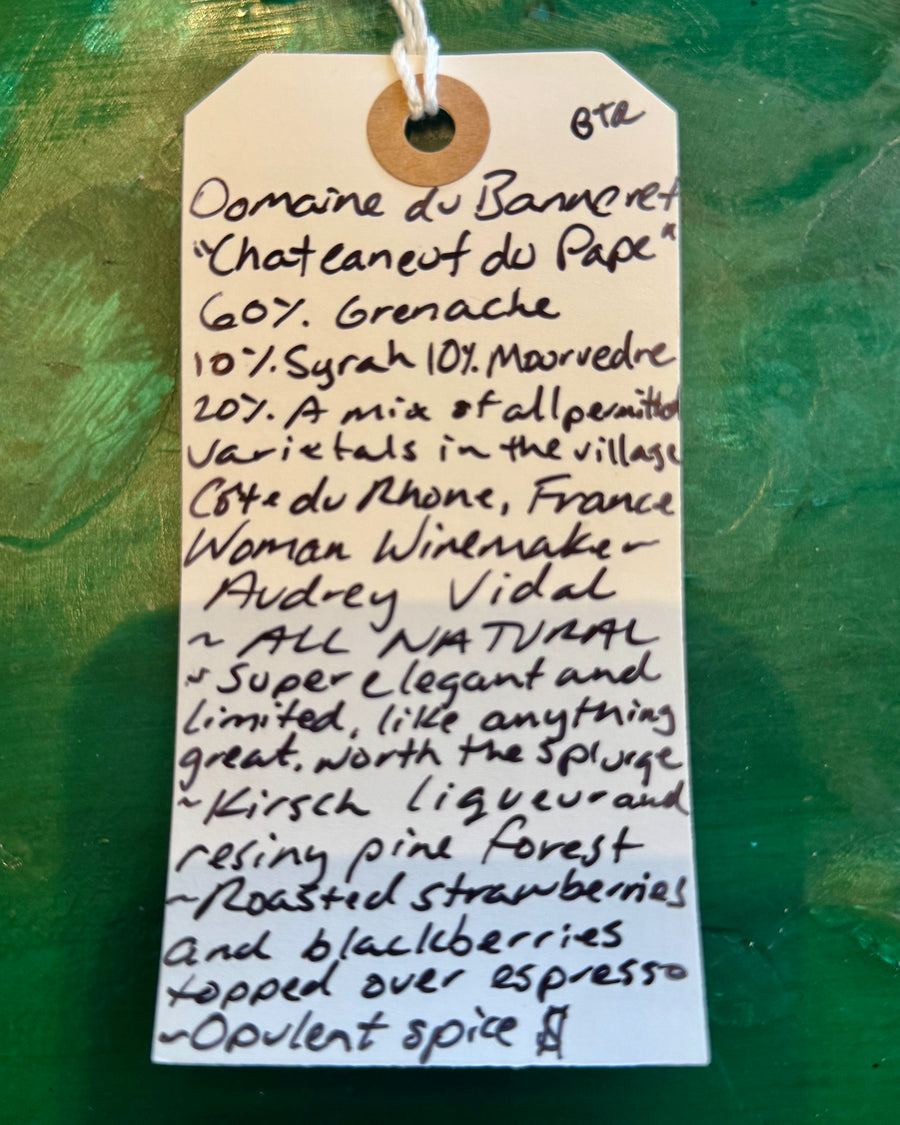 BTR
Domaine du Banneret
"Chateaneuf du Pape"
60% Grenache
10% Syrah 10% Mourvedre
20% A mix of all permitted
varietals in the village
Côte du Rhone, France
Woman Winemaker
Audrey Vidal
~ ALL NATURAL
~ Super elegant and
limited, like anything
great. worth the splurge
~Kirsch liqueur and
resiny pine forest
~Roasted strawberries
and blackberries
topped over espresso
~Opulent spice